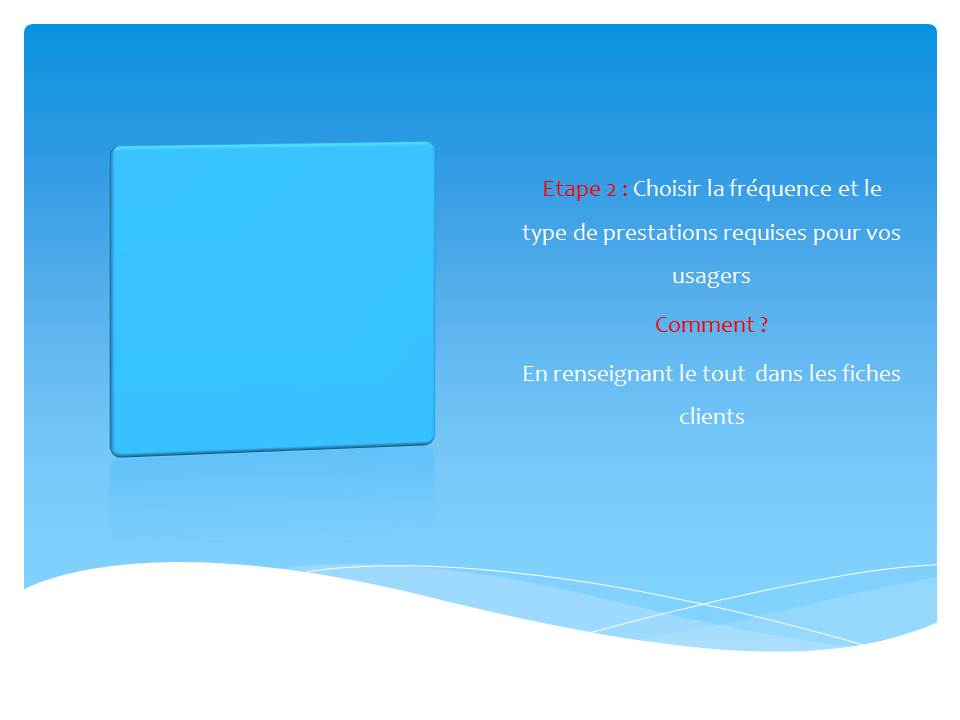 Etape 2 : Choisir la fréquence et le
type de prestations requises pour vos
usagers
Comment ?
En renseignant le tout  dans les fiches
clients